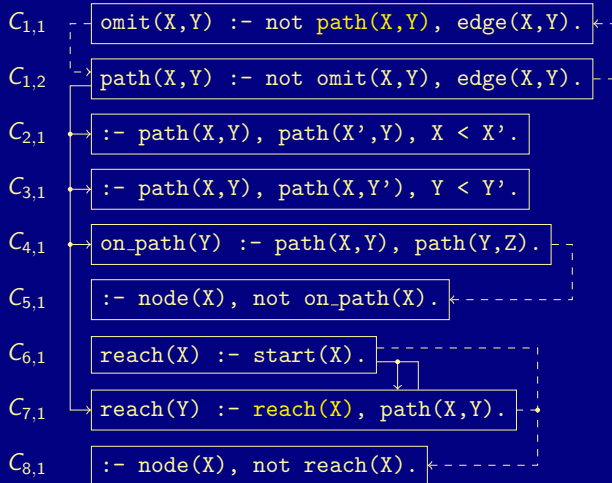 C1,1 omit(X,Y) :- not path(X,Y), edge(X,Y).
C1,2 path(X,Y) :- not omit(X,Y), edge(X,Y).
C2,1 :- path(X,Y), path(X',Y), X < X'.
C3,1 :- path(X,Y), path(X,Y'), Y < Y'.
C4,1 on_path(Y) :- path(X,Y), path(Y,Z).
C5,1 :- node(X), not on_path(X).
C6,1 reach(X) :- start(X).
C7,1 reach(Y) :- reach(X), path(X,Y).
C8,1 :- node(X), not reach(X).